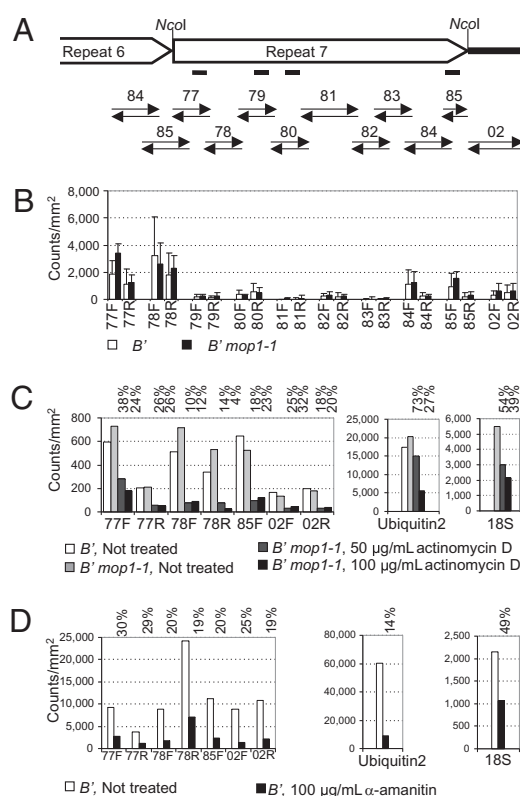 A
NcoI NcoI
Repeat 6 Repeat 7
84 77 79 81 83 85
85 78 80 82 84 02
B
Counts/mm²
8,000
6,000
4,000
2,000
0
77F 77R 78F 78R 79F 79R 80F 80R 81F 81R 82F 82R 83F 83R 84F 84R 85F 85R 02F 02R
B' B' mop1-1
C
38% 24% 26% 26% 10% 12% 14% 4% 18% 23% 25% 32% 18% 20% 73% 27% 54% 39%
Counts/mm²
800
600
400
200
0
25,000
20,000
15,000
10,000
5,000
0
6,000
5,000
4,000
3,000
2,000
1,000
0
77F 77R 78F 78R 85F 02F 02R Ubiquitin2 18S
B', Not treated B' mop1-1, 50 µg/mL actinomycin D
B' mop1-1, Not treated B' mop1-1, 100 µg/mL actinomycin D
D
30% 29% 20% 19% 20% 25% 19% 14% 49%
Counts/mm²
25,000
20,000
15,000
10,000
5,000
0
80,000
60,000
40,000
20,000
0
2,500
2,000
1,500
1,000
500
0
77F 77R 78F 78R 85F 02F 02R Ubiquitin2 18S
B', Not treated B', 100 µg/mL α-amanitin